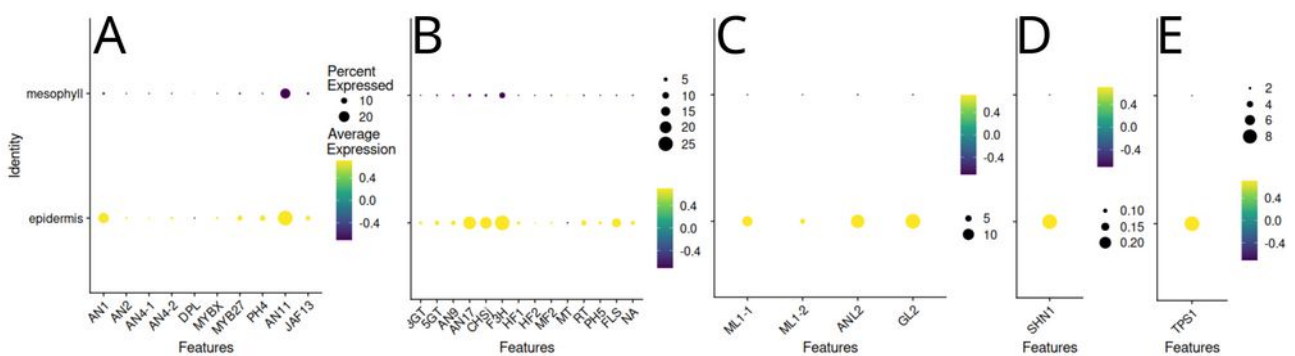 A
B
C
D
E
Identity
mesophyll
epidermis
Percent
Expressed
10
20
Average
Expression
0.4
0.0
-0.4
AN1
AN2
AN4-1
AN4-2
DPL
MYBX
MYB27
PH4
AN11
JAF13
Features
5
10
15
20
25
0.4
0.0
-0.4
3GT
5GT
AN9
AN17
CHSi
F3H
HF1
HF2
MF2
MT
RT
PH5
FLS
NA
Features
0.4
0.0
-0.4
5
10
ML1-1
ML1-2
ANL2
GL2
Features
0.4
0.0
-0.4
0.10
0.15
0.20
SHN1
Features
2
4
6
8
0.4
0.0
-0.4
TPS1
Features